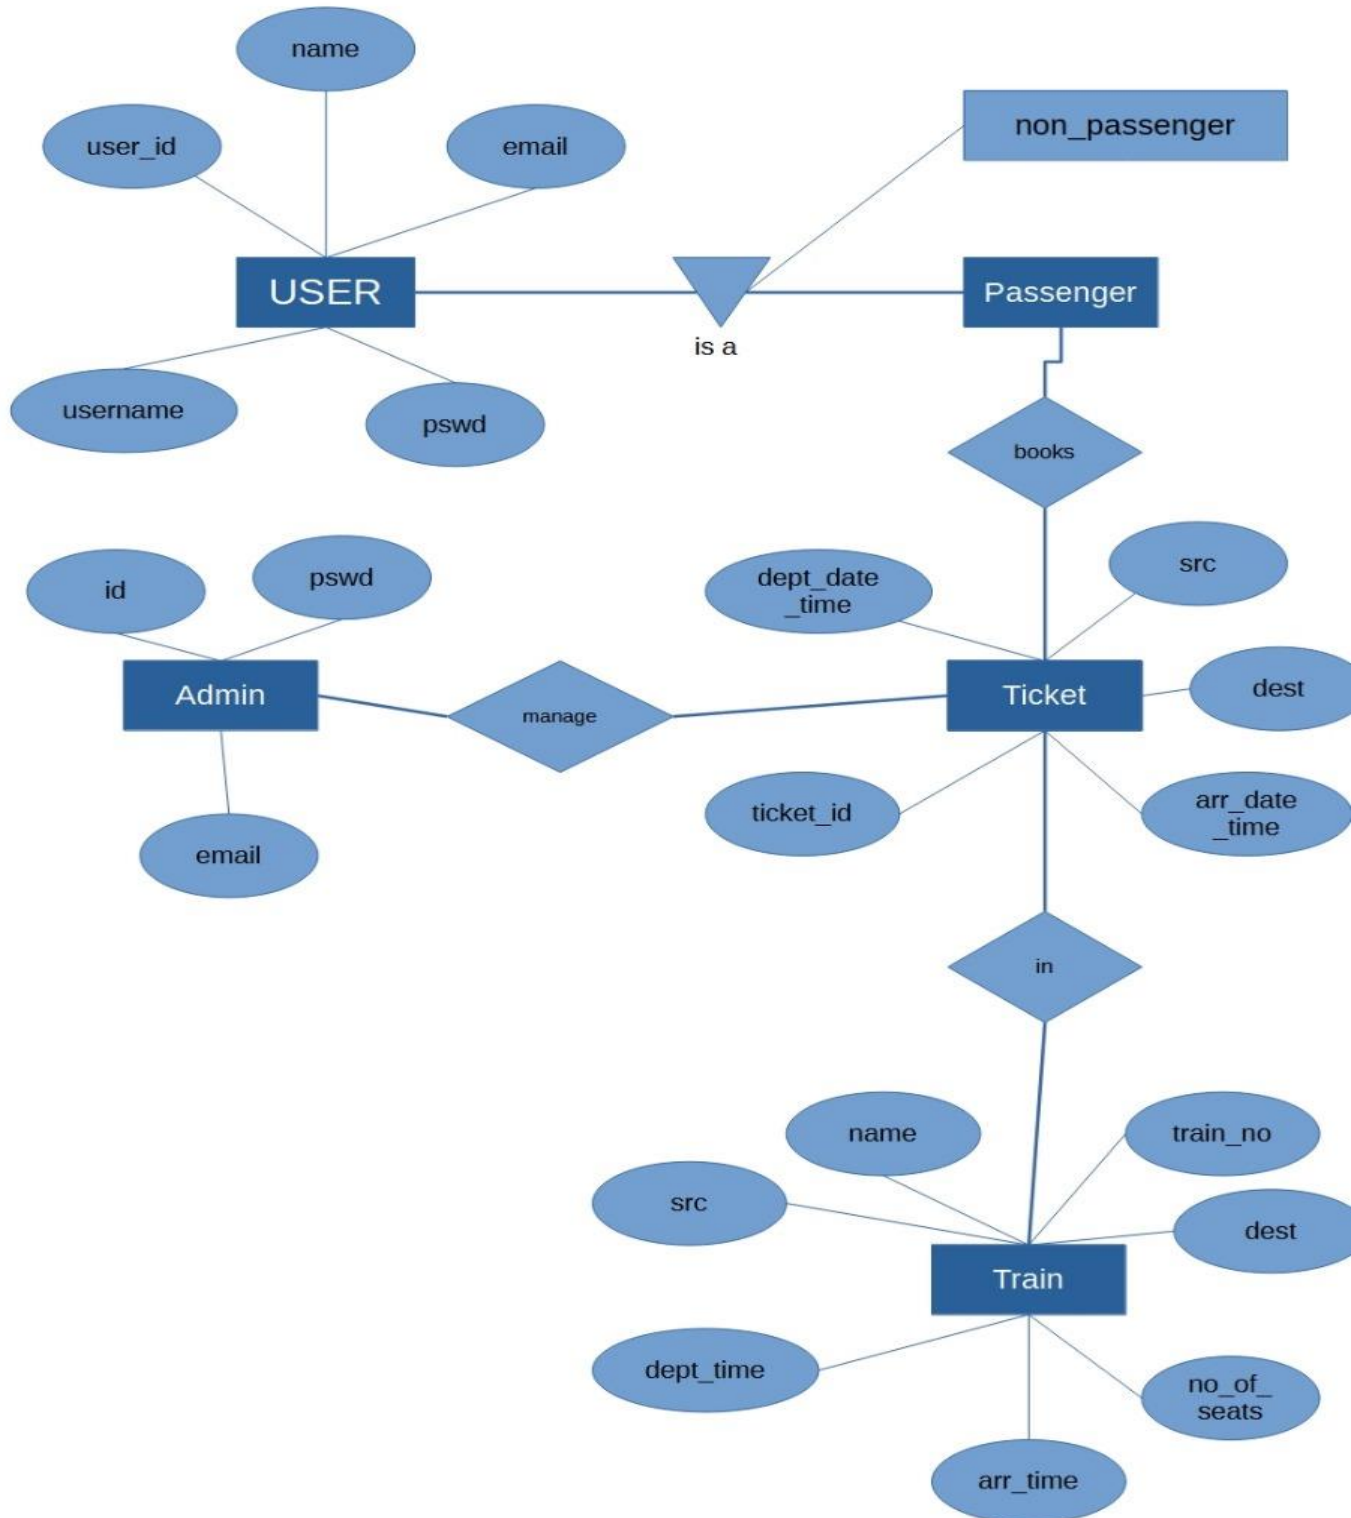 name
non_passenger
user_id
email
USER
Passenger
is a
username
pswd
books
id
pswd
dept_date
_time
src
Admin
manage
Ticket
dest
ticket_id
arr_date
_time
email
in
name
train_no
src
dest
Train
dept_time
no_of_
seats
arr_time